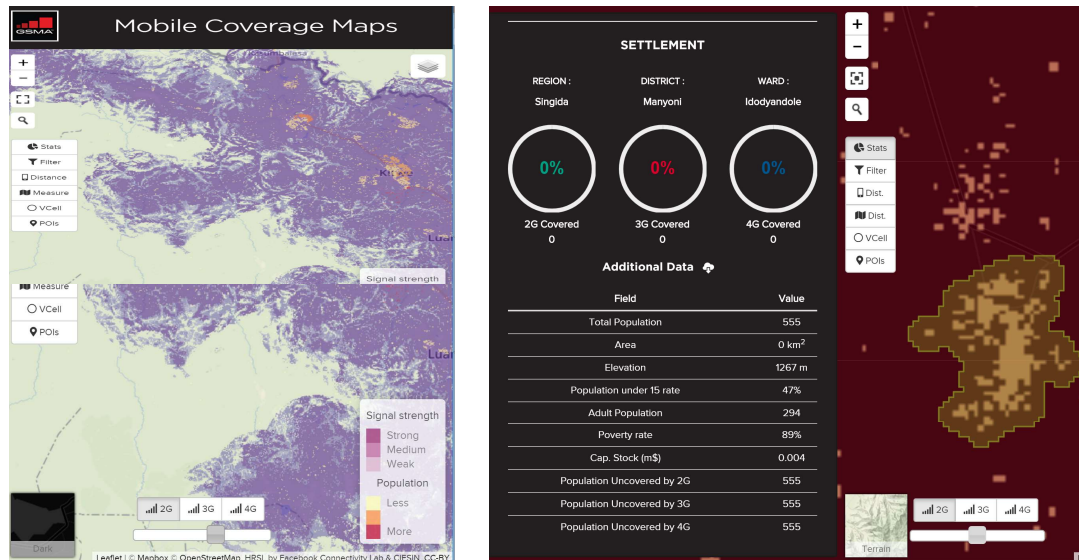 GSMA
Mobile Coverage Maps
+
−
Stats
Filter
Distance
Measure
VCell
POIs
Signal strength
Measure
VCell
POIs
Signal strength
Strong
Medium
Weak
Population
Less
More
2G 3G 4G
Dark
Leaflet | © Mapbox © OpenStreetMap, HRSL by Facebook Connectivity Lab & CIESIN, CC-BY
SETTLEMENT
REGION : DISTRICT : WARD :
Singida Manyoni Idodyandole
0% 0% 0%
2G Covered 3G Covered 4G Covered
0 0 0
Additional Data
Field Value
Total Population 555
Area 0 km²
Elevation 1267 m
Population under 15 rate 47%
Adult Population 294
Poverty rate 89%
Cap. Stock (m$) 0.004
Population Uncovered by 2G 555
Population Uncovered by 3G 555
Population Uncovered by 4G 555
+
−
Stats
Filter
Dist.
Dist.
VCell
POIs
2G 3G 4G
Terrain